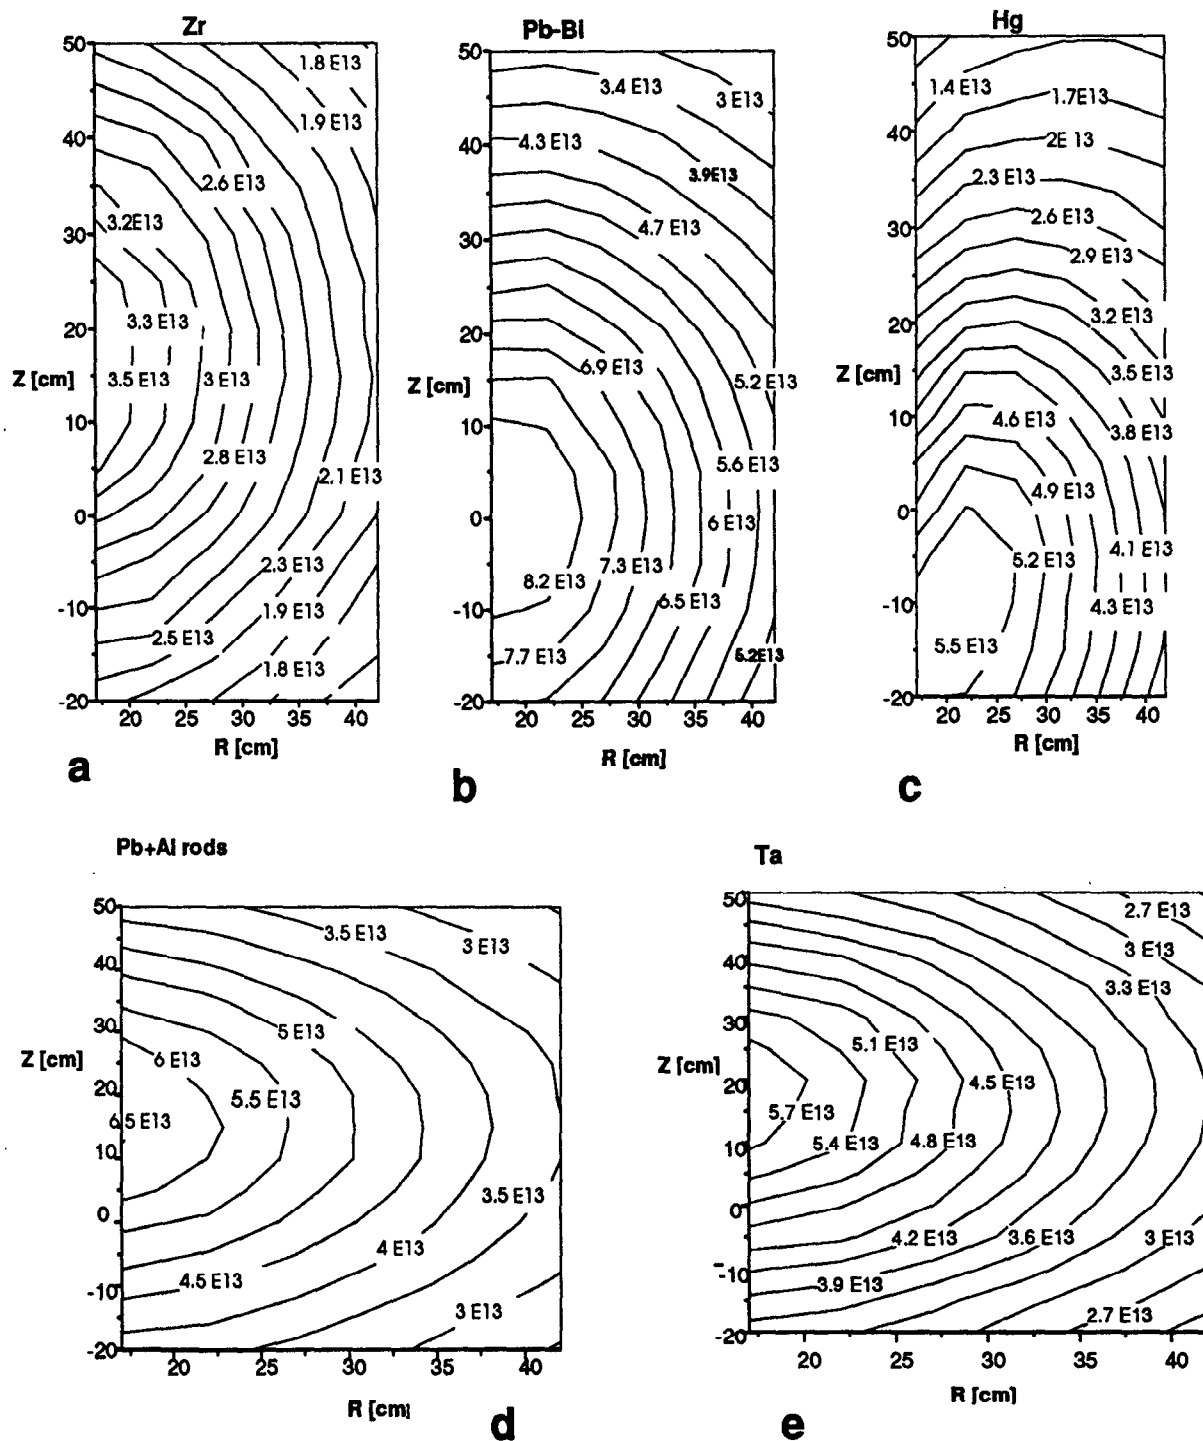 Zr
50
40
30
20
10
0
-10
-20
Z [cm]
1.8 E13
1.9 E13
2.6 E13
3.2E13
3.3 E13
3.5 E13
3 E13
2.8 E13
2.1 E13
2.3 E13
1.9 E13
2.5 E13
1.8 E13
20 25 30 35 40
R [cm]
a
Pb-Bi
50
40
30
20
10
0
-10
-20
Z [cm]
3.4 E13
3 E13
4.3 E13
3.9E13
4.7 E13
6.9 E13
5.2 E13
5.6 E13
6 E13
8.2 E13
7.3 E13
6.5 E13
7.7 E13
5.2E13
20 25 30 35 40
R [cm]
b
Hg
50
40
30
20
10
0
-10
-20
Z [cm]
1.4 E13
1.7E13
2E 13
2.3 E13
2.6 E13
2.9 E13
3.2 E13
3.5 E13
4.6 E13
3.8 E13
4.9 E13
5.2 E13
4.1 E13
4.3 E13
5.5 E13
20 25 30 35 40
R [cm]
c
Pb+Al rods
50
40
30
20
10
0
-10
-20
Z [cm]
3.5 E13
3 E13
5 E13
6 E13
5.5 E13
6.5 E13
3.5 E13
4 E13
4.5 E13
3 E13
20 25 30 35 40
R [cm]
d
Ta
50
40
30
20
10
0
-10
-20
Z [cm]
2.7 E13
3 E13
3.3 E13
5.1 E13
4.5 E13
5.7 E13
5.4 E13
4.8 E13
4.2 E13
3.6 E13
3 E13
3.9 E13
2.7 E13
20 25 30 35 40
R [cm]
e